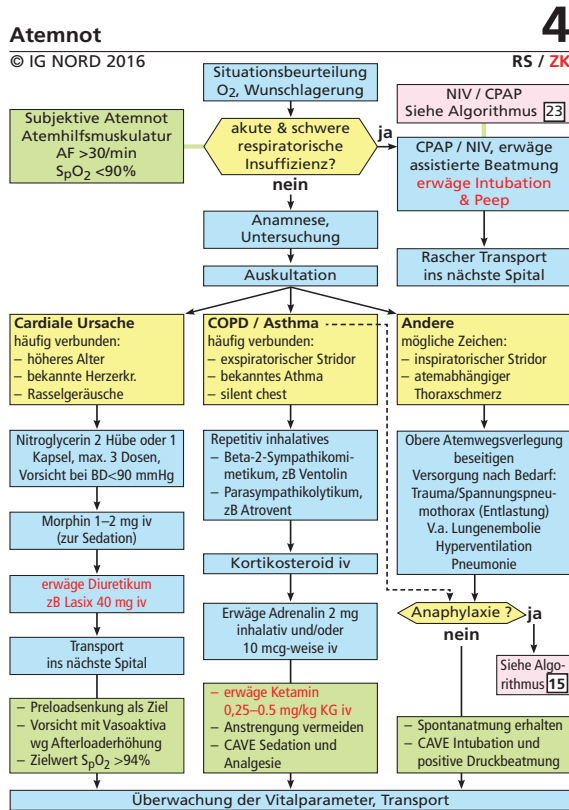 Atemnot
4
© IG NORD 2016
RS / ZK
Situationsbeurteilung
O2, Wunschlagerung
NIV / CPAP
Siehe Algorithmus 23
Subjektive Atemnot
Atemhilfsmuskulatur
AF >30/min
SpO2 <90%
akute & schwere
respiratorische
Insuffizienz?
ja
nein
CPAP / NIV, erwäge
assistierte Beatmung
erwäge Intubation
& Peep
Anamnese,
Untersuchung
Rascher Transport
ins nächste Spital
Auskultation
Cardiale Ursache
häufig verbunden:
– höheres Alter
– bekannte Herzerkr.
– Rasselgeräusche
COPD / Asthma
häufig verbunden:
– exspiratorischer Stridor
– bekanntes Athma
– silent chest
Andere
mögliche Zeichen:
– inspiratorischer Stridor
– atemabhängiger
Thoraxschmerz
Nitroglycerin 2 Hübe oder 1
Kapsel, max. 3 Dosen,
Vorsicht bei BD<90 mmHg
Morphin 1–2 mg iv
(zur Sedation)
erwäge Diuretikum
zB Lasix 40 mg iv
Transport
ins nächste Spital
– Preloadsenkung als Ziel
– Vorsicht mit Vasoaktiva
wg Afterloaderhöhung
– Zielwert SpO2 >94%
Repetitiv inhalatives
– Beta-2-Sympathikomi-
metikum, zB Ventolin
– Parasympathikolytikum,
zB Atrovent
Kortikosteroid iv
Erwäge Adrenalin 2 mg
inhalativ und/oder
10 mcg-weise iv
– erwäge Ketamin
0,25–0.5 mg/kg KG iv
– Anstrengung vermeiden
– CAVE Sedation und
Analgesie
Obere Atemwegsverlegung
beseitigen
Versorgung nach Bedarf:
Trauma/Spannungspneu-
mothorax (Entlastung)
V.a. Lungenembolie
Hyperventilation
Pneumonie
Anaphylaxie ?
ja
nein
Siehe Algo-
rithmus 15
– Spontanatmung erhalten
– CAVE Intubation und
positive Druckbeatmung
Überwachung der Vitalparameter, Transport